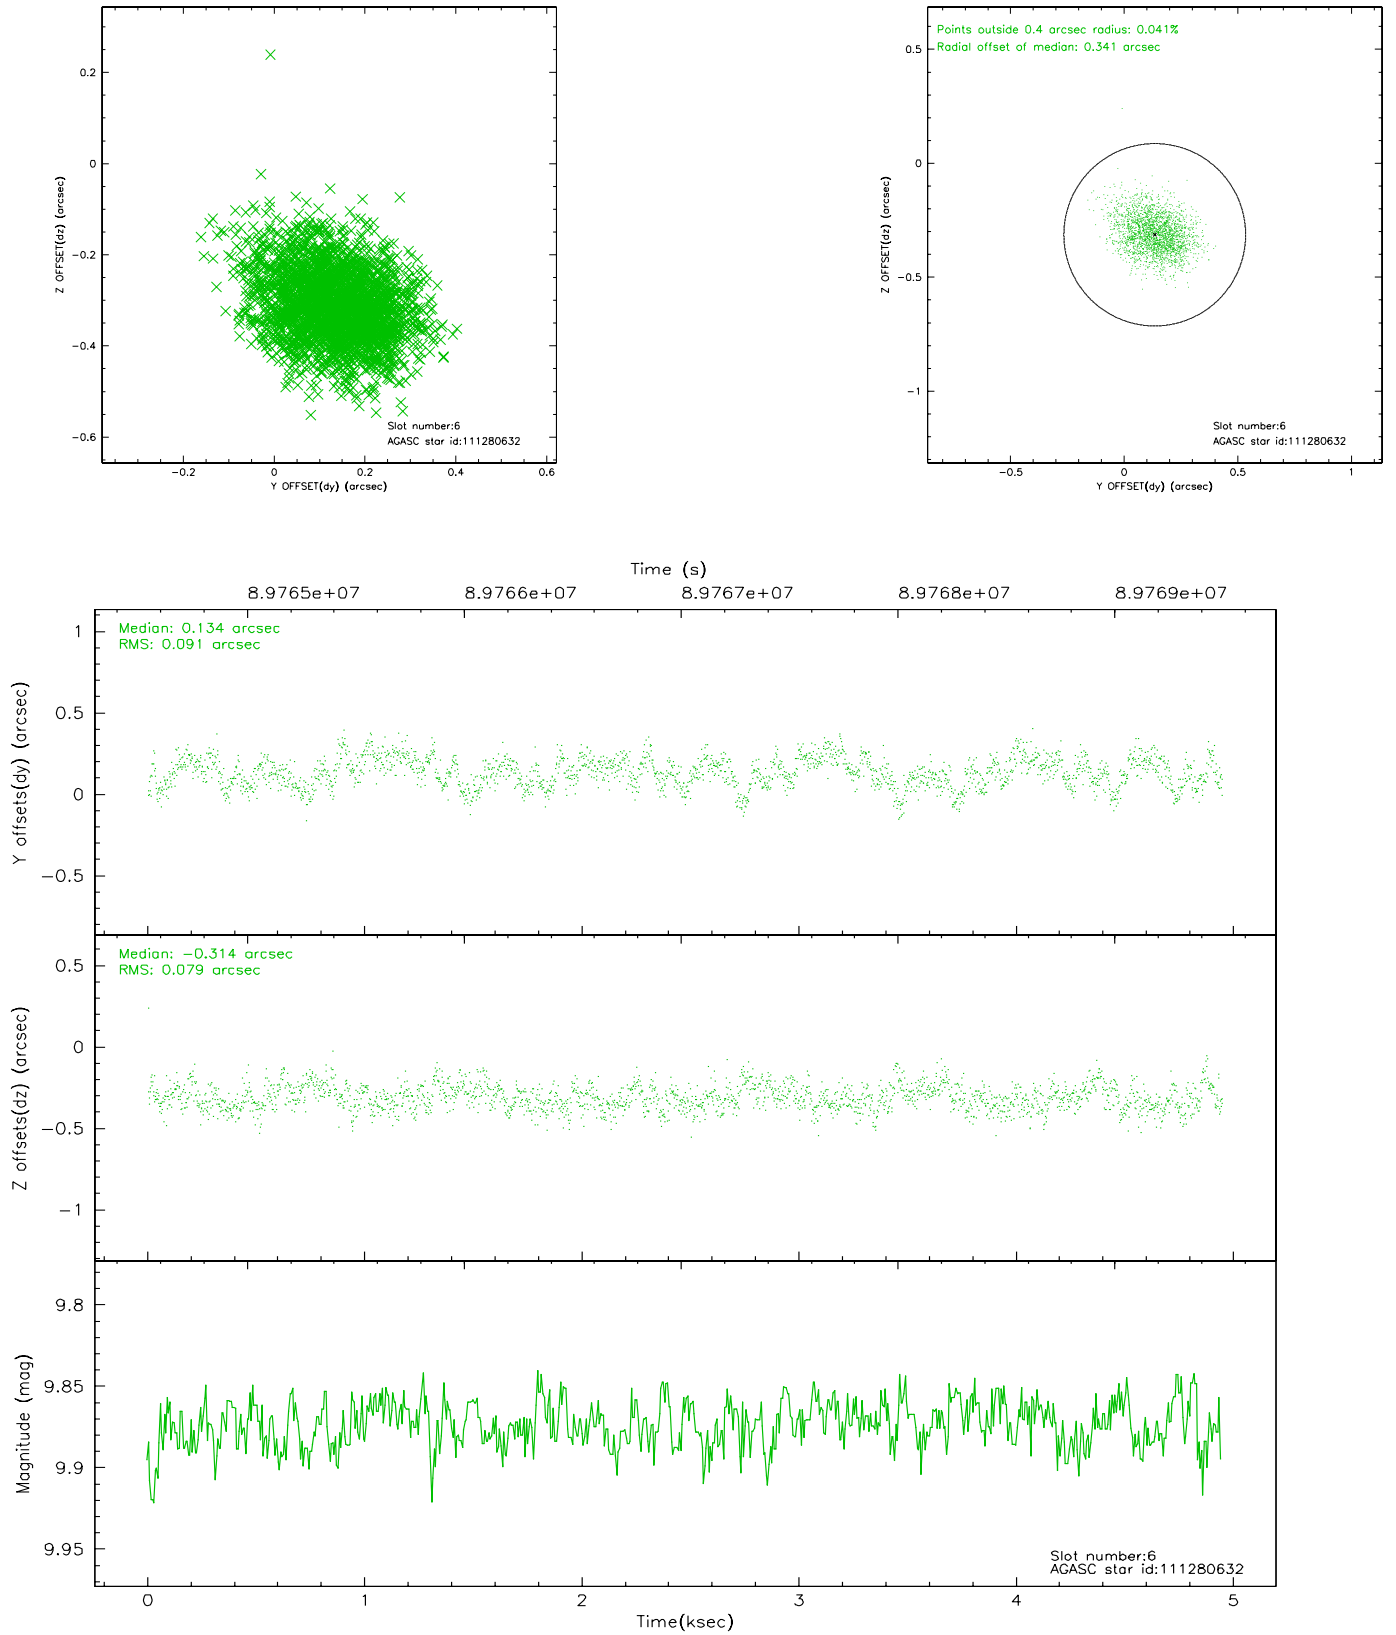 0.2
0
−0.2
−0.4
−0.6
Z OFFSET(dz) (arcsec)
Slot number:6
AGASC star id:111280632
−0.2 0 0.2 0.4 0.6
Y OFFSET(dy) (arcsec)
Points outside 0.4 arcsec radius: 0.041%
Radial offset of median: 0.341 arcsec
0.5
0
−0.5
−1
Z OFFSET(dz) (arcsec)
Slot number:6
AGASC star id:111280632
−0.5 0 0.5 1
Y OFFSET(dy) (arcsec)
Time (s)
8.9765e+07 8.9766e+07 8.9767e+07 8.9768e+07 8.9769e+07
Median: 0.134 arcsec
RMS: 0.091 arcsec
1
0.5
0
−0.5
Y offsets(dy) (arcsec)
Median: −0.314 arcsec
RMS: 0.079 arcsec
0.5
0
−0.5
−1
Z offsets(dz) (arcsec)
9.8
9.85
9.9
9.95
Magnitude (mag)
Slot number:6
AGASC star id:111280632
0 1 2 3 4 5
Time(ksec)